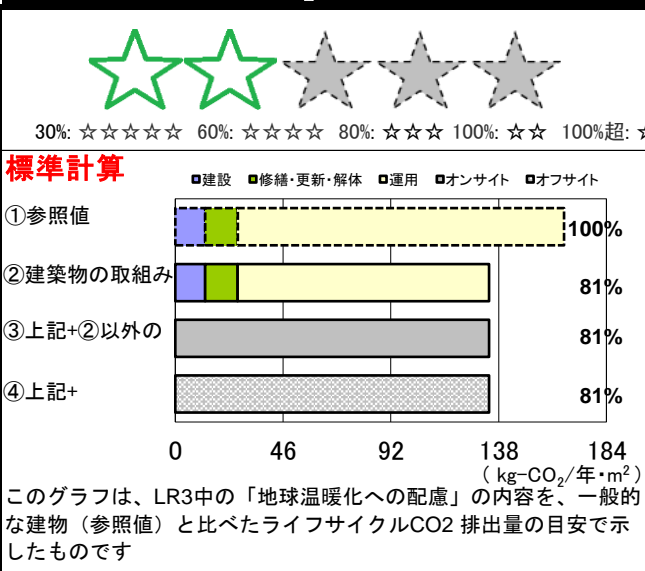 30%: ☆☆☆☆☆ 60%: ☆☆☆☆ 80%: ☆☆☆ 100%: ☆☆ 100%超: ☆
標準計算
建設 修繕・更新・解体 運用 オンサイト オフサイト
①参照値 100%
②建築物の取組み 81%
③上記+②以外の 81%
④上記+ 81%
0 46 92 138 184
( kg-CO₂/年・m² )
このグラフは、LR3中の「地球温暖化への配慮」の内容を、一般的
な建物（参照値）と比べたライフサイクルCO2 排出量の目安で示
したものです